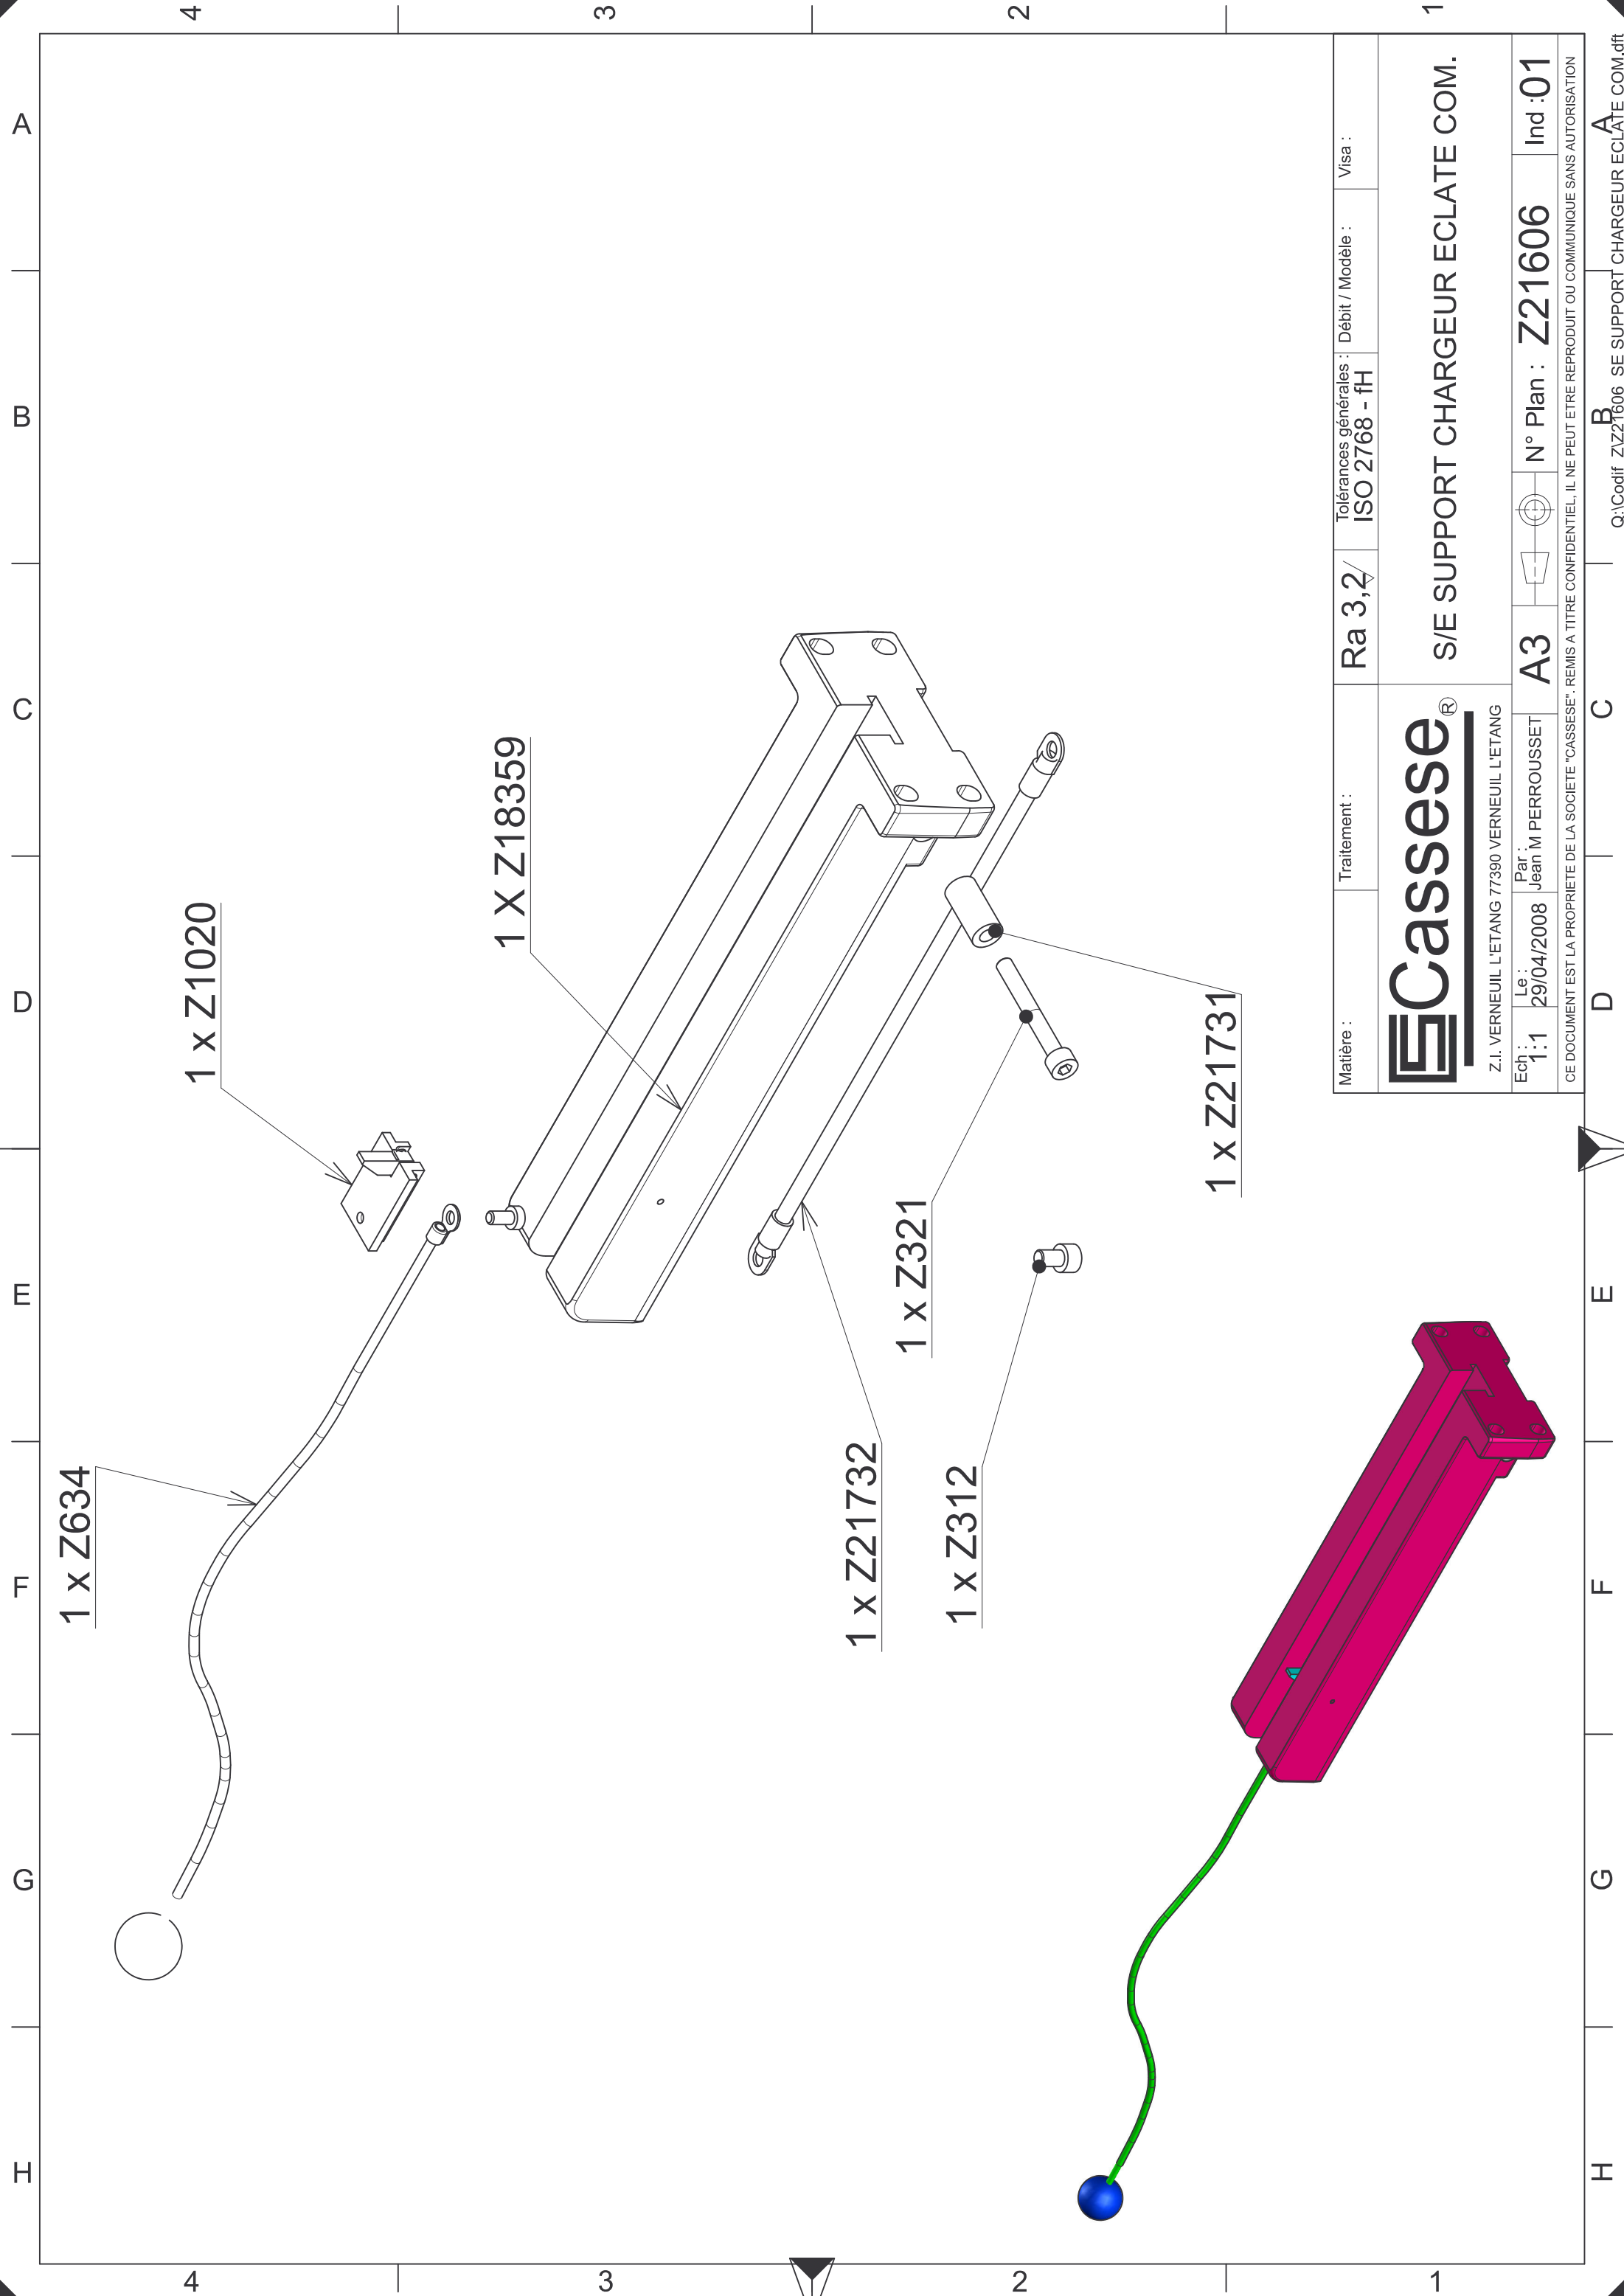 4
3
2
1
A
B
C
D
E
F
G
H
1 x Z634
1 x Z1020
1 X Z18359
1 x Z21732
1 x Z321
1 x Z312
1 x Z21731
Matière :
Traitement :
Ra 3,2
Tolérances générales :
ISO 2768 - fH
Débit / Modèle :
Visa :
Cassese®
Z.I. VERNEUIL L'ETANG 77390 VERNEUIL L'ETANG
S/E SUPPORT CHARGEUR ECLATE COM.
Ech :
1:1
Le :
29/04/2008
Par :
Jean M PERROUSSET
A3
N° Plan : Z21606
Ind :01
CE DOCUMENT EST LA PROPRIETE DE LA SOCIETE "CASSESE". REMIS A TITRE CONFIDENTIEL, IL NE PEUT ETRE REPRODUIT OU COMMUNIQUE SANS AUTORISATION
Q:\Codif_Z\Z21606_SE SUPPORT CHARGEUR ECLATE COM.dft
A
B
C
D
E
F
G
H
4
3
2
1